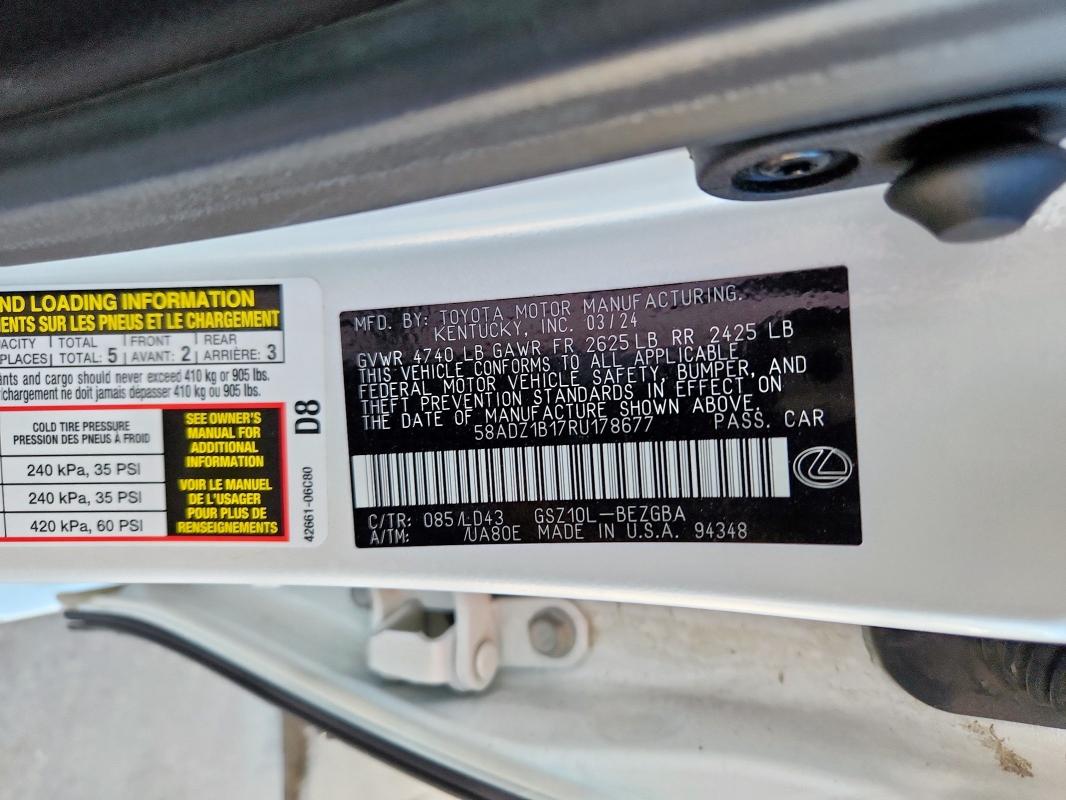 ND LOADING INFORMATION
ENTS SUR LES PNEUS ET LE CHARGEMENT
ACITY TOTAL FRONT REAR
PLACES TOTAL: 5 AVANT: 2 ARRIÈRE: 3
nts and cargo should never exceed 410 kg or 905 lbs.
chargement ne doit jamais dépasser 410 kg ou 905 lbs.
COLD TIRE PRESSURE
PRESSION DES PNEUS À FROID
240 kPa, 35 PSI
240 kPa, 35 PSI
420 kPa, 60 PSI
SEE OWNER'S
MANUAL FOR
ADDITIONAL
INFORMATION
VOIR LE MANUEL
DE L'USAGER
POUR PLUS DE
RENSEIGNEMENTS
D8
42661-06C80
MFD. BY: TOYOTA MOTOR MANUFACTURING,
KENTUCKY, INC. 03/24
GVWR 4740 LB GAWR FR 2625 LB RR 2425 LB
THIS VEHICLE CONFORMS TO ALL APPLICABLE
FEDERAL MOTOR VEHICLE SAFETY, BUMPER, AND
THEFT PREVENTION STANDARDS IN EFFECT ON
THE DATE OF MANUFACTURE SHOWN ABOVE.
58ADZ1B17RU178677 PASS. CAR
C/TR: 085/LD43 GSZ10L-BEZGBA
A/TM: /UA80E MADE IN U.S.A. 94348